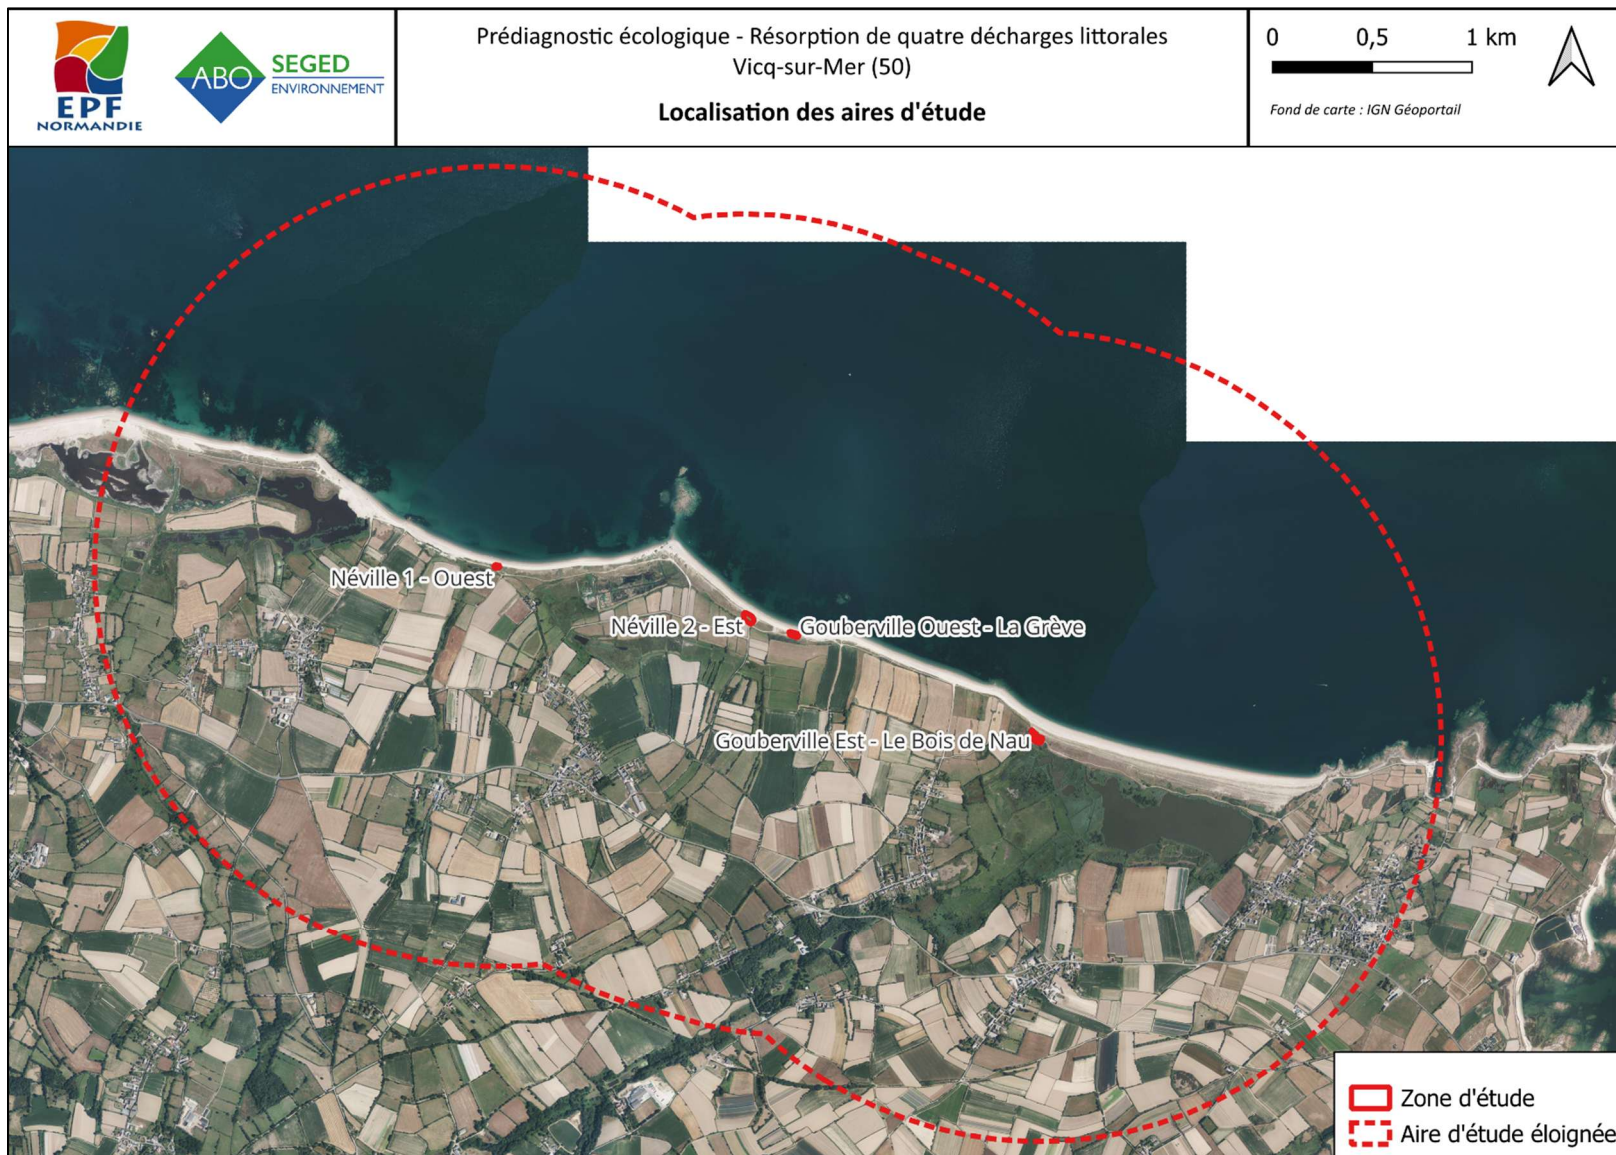 EPF
NORMANDIE
ABO
SEGED
ENVIRONNEMENT
Prédiagnostic écologique - Résorption de quatre décharges littorales
Vicq-sur-Mer (50)
Localisation des aires d'étude
0 0,5 1 km
Fond de carte : IGN Géoportail
Néville 1 - Ouest
Néville 2 - Est
Gouberville Ouest - La Grève
Gouberville Est - Le Bois de Nau
Zone d'étude
Aire d'étude éloignée